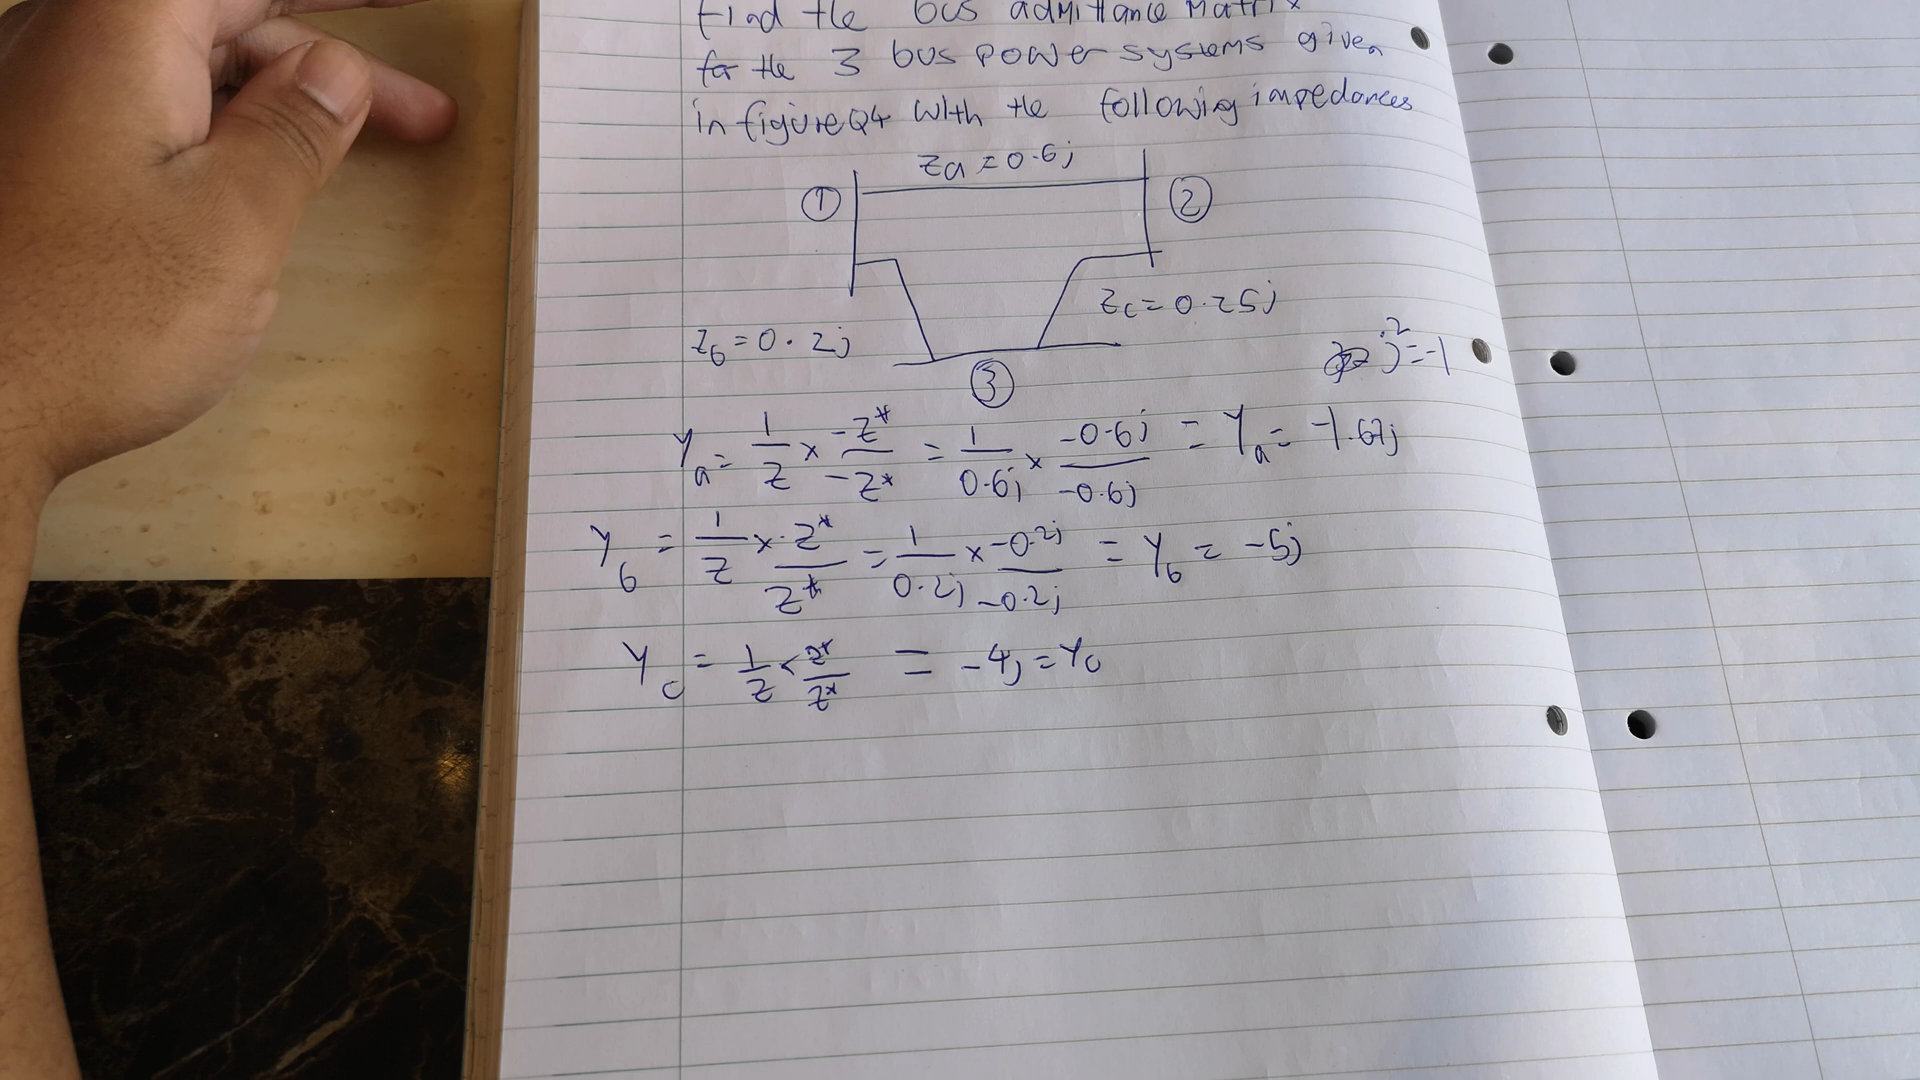 Find the bus admittance Matrix
for the 3 bus power systems given
in figure Q4 with the following impedances
Za = 0.6j
1 2
Zc = 0.25j
Zb = 0.2j
j² = -1
3
Ya = 1/Z × -Z*/-Z* = 1/0.6j × -0.6j/-0.6j = Ya = -1.67j
Yb = 1/Z × Z*/Z* = 1/0.2j × -0.2j/-0.2j = Yb = -5j
Yc = 1/Z × Z*/Z* = -4j = Yc